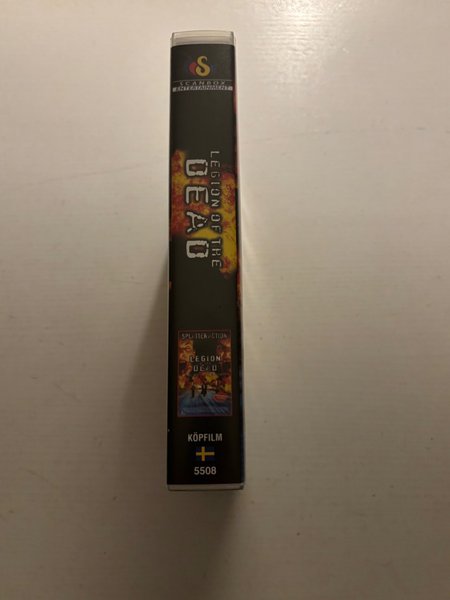 S
SCANBOX
ENTERTAINMENT
LEGION OF THE
DEAD
SPLATTER ACTION
LEGION
DEAD
KÖPFILM
5508